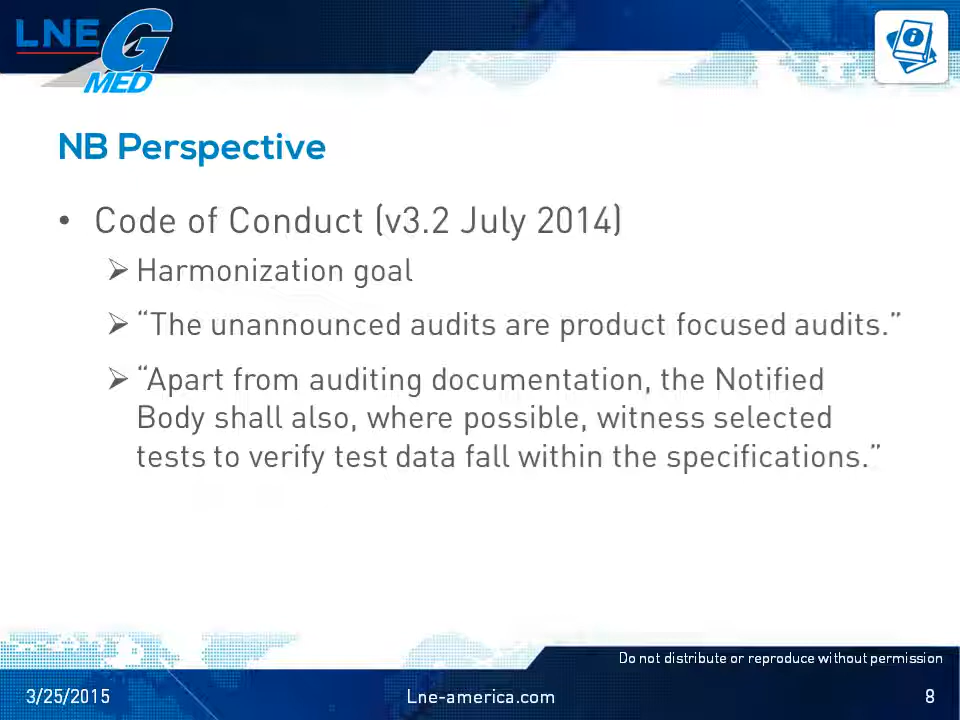 LNE G
MED
NB Perspective
• Code of Conduct (v3.2 July 2014)
➢ Harmonization goal
➢ “The unannounced audits are product focused audits.”
➢ “Apart from auditing documentation, the Notified
Body shall also, where possible, witness selected
tests to verify test data fall within the specifications.”
Do not distribute or reproduce without permission
3/25/2015 Lne-america.com 8